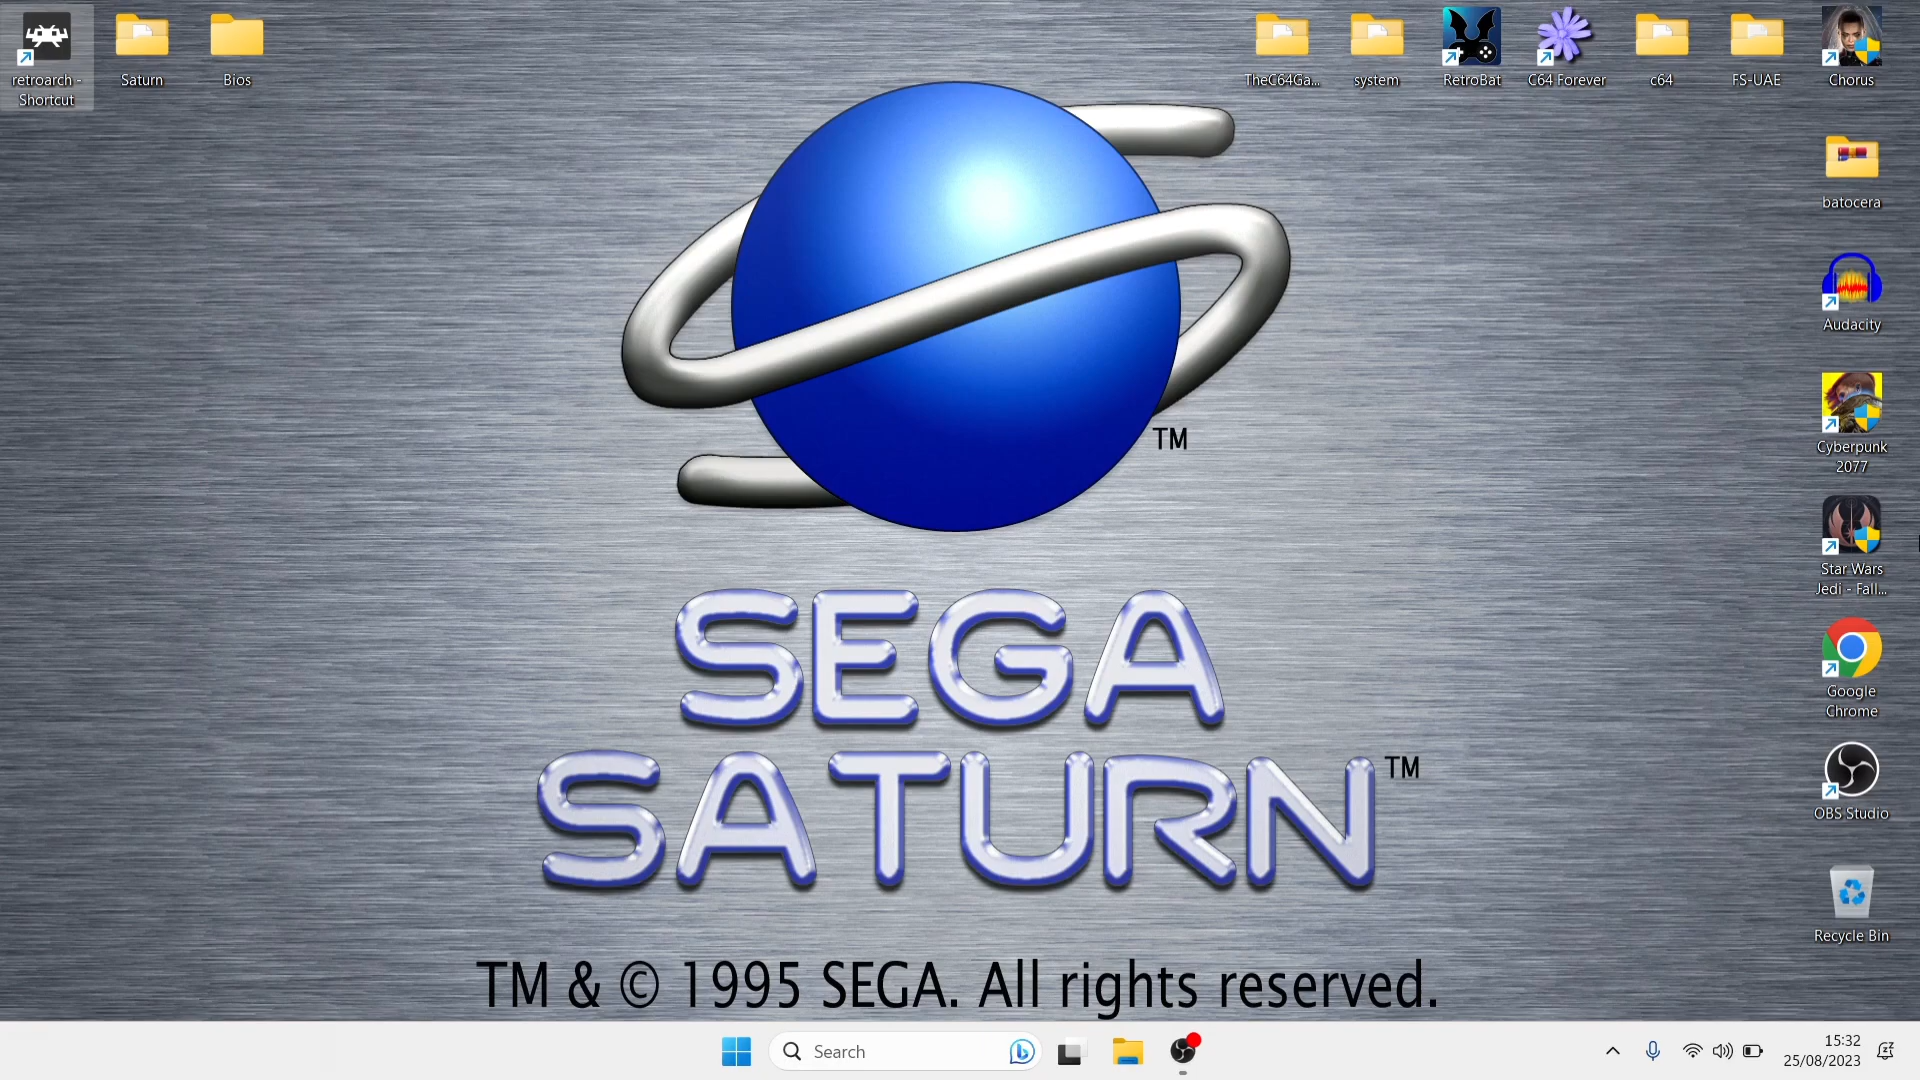 retroarch -
Shortcut
Saturn
Bios
TheC64Ga...
system
RetroBat
C64 Forever
c64
FS-UAE
Chorus
batocera
Audacity
Cyberpunk
2077
Star Wars
Jedi - Fall...
Google
Chrome
OBS Studio
Recycle Bin
TM
SEGA
SATURN TM
TM & © 1995 SEGA. All rights reserved.
Search
15:32
25/08/2023